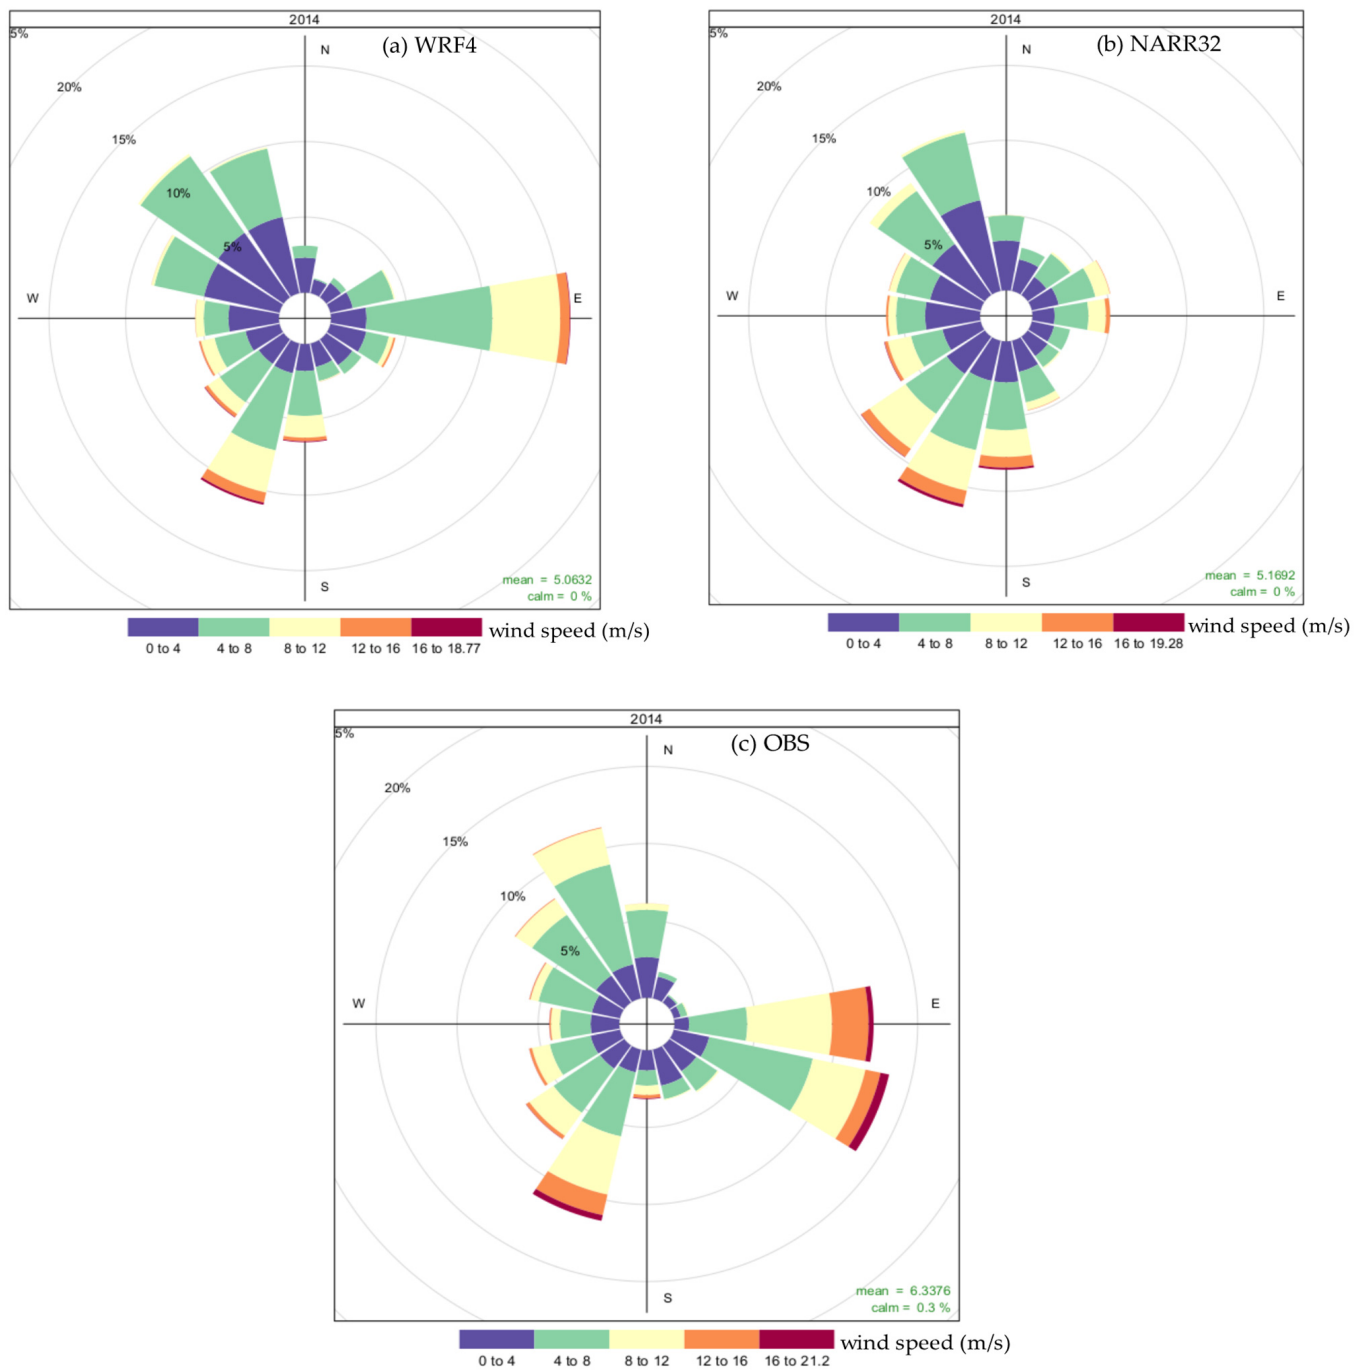 2014
(a) WRF4
5%
20%
15%
10%
5%
N
W
E
S
mean = 5.0632
calm = 0 %
wind speed (m/s)
0 to 4
4 to 8
8 to 12
12 to 16
16 to 18.77
2014
(b) NARR32
5%
20%
15%
10%
5%
N
W
E
S
mean = 5.1692
calm = 0 %
wind speed (m/s)
0 to 4
4 to 8
8 to 12
12 to 16
16 to 19.28
2014
(c) OBS
5%
20%
15%
10%
5%
N
W
E
S
mean = 6.3376
calm = 0.3 %
wind speed (m/s)
0 to 4
4 to 8
8 to 12
12 to 16
16 to 21.2